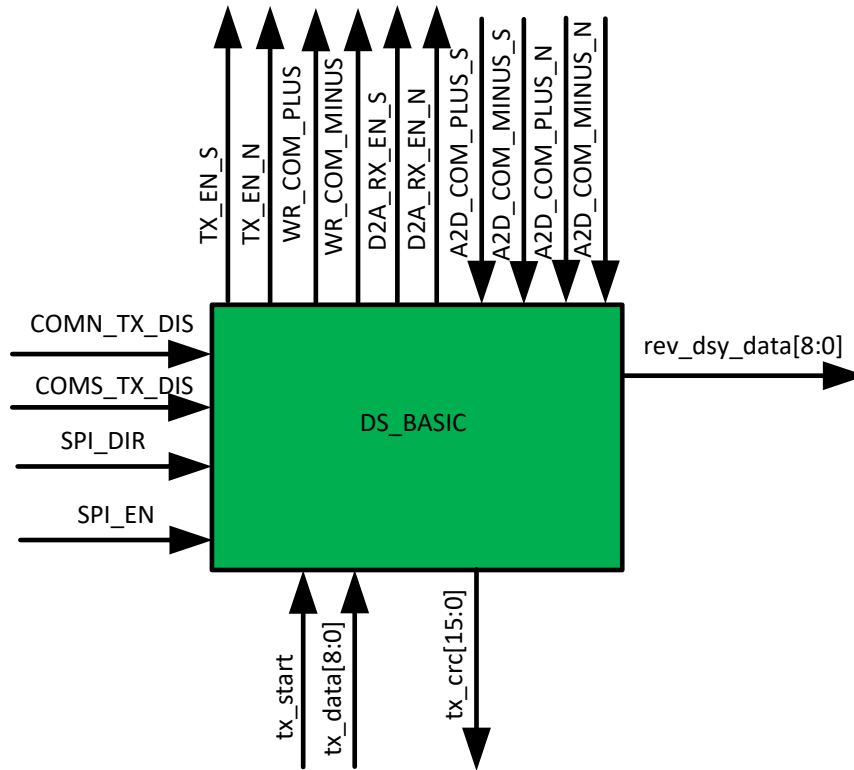 TX_EN_S
TX_EN_N
WR_COM_PLUS
WR_COM_MINUS
D2A_RX_EN_S
D2A_RX_EN_N
A2D_COM_PLUS_S
A2D_COM_MINUS_S
A2D_COM_PLUS_N
A2D_COM_MINUS_N
COMN_TX_DIS
COMS_TX_DIS
SPI_DIR
SPI_EN
DS_BASIC
rev_dsy_data[8:0]
tx_start
tx_data[8:0]
tx_crc[15:0]